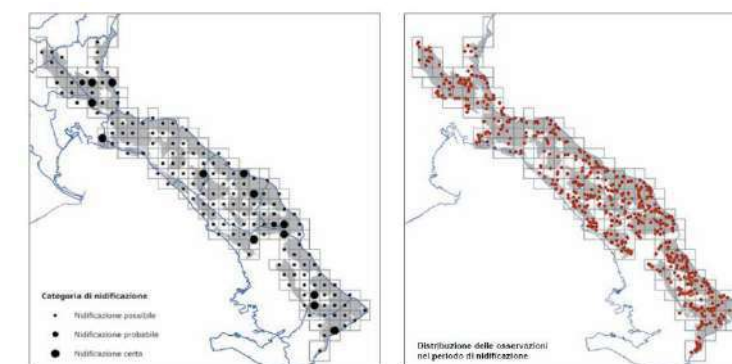 Categoria di nidificazione
Nidificazione possibile
Nidificazione probabile
Nidificazione certa
Distribuzione delle osservazioni
nel periodo di nidificazione